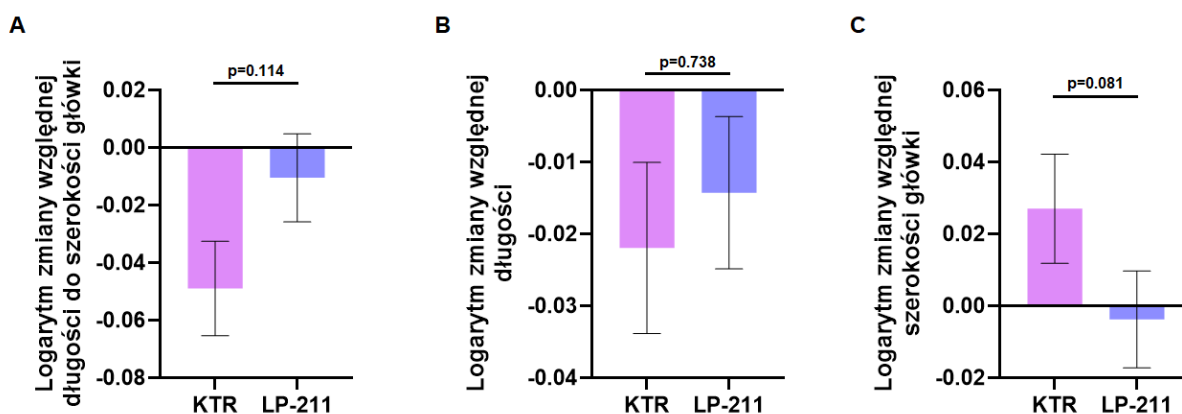 A
Logarytm zmiany względnej
długości do szerokości główki
p=0.114
0.02
0.00
-0.02
-0.04
-0.06
-0.08
KTR LP-211
B
Logarytm zmiany względnej
długości
p=0.738
0.00
-0.01
-0.02
-0.03
-0.04
KTR LP-211
C
Logarytm zmiany względnej
szerokości główki
p=0.081
0.06
0.04
0.02
0.00
-0.02
KTR LP-211